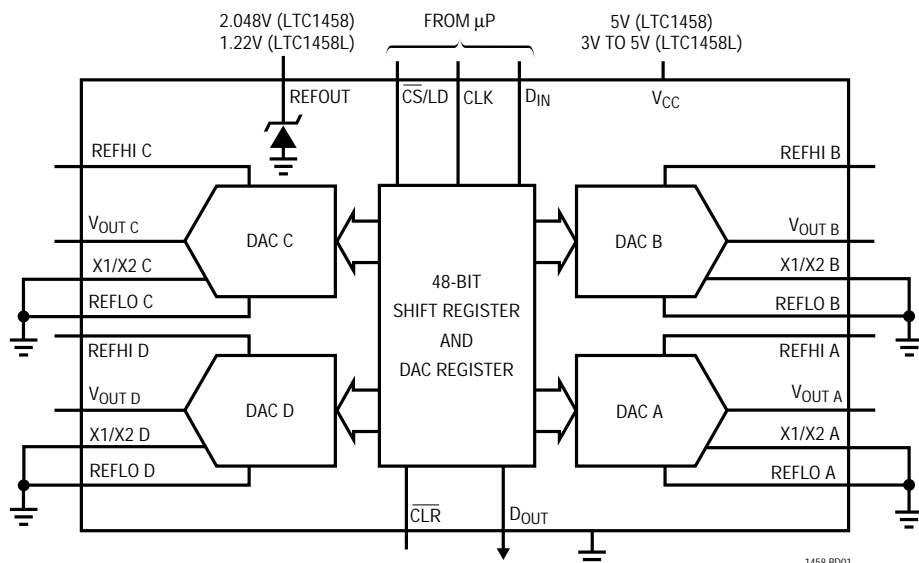 2.048V (LTC1458)
1.22V (LTC1458L)
FROM µP
5V (LTC1458)
3V TO 5V (LTC1458L)
REFOUT
CS/LD
CLK
DIN
VCC
REFHI C
VOUT C
X1/X2 C
REFLO C
DAC C
REFHI B
VOUT B
X1/X2 B
REFLO B
DAC B
48-BIT
SHIFT REGISTER
AND
DAC REGISTER
REFHI D
VOUT D
X1/X2 D
REFLO D
DAC D
REFHI A
VOUT A
X1/X2 A
REFLO A
DAC A
CLR
DOUT
1458 BD01